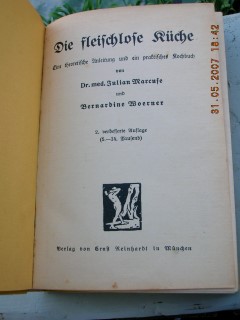 Die fleischlose Küche
Eine theoretische Anleitung und ein praktisches Kochbuch
von
Dr. med. Julian Marcuse
und
Bernardine Woerner
2. verbesserte Auflage
Verlag von Ernst Reinhardt in München
31.05.2007 18:42